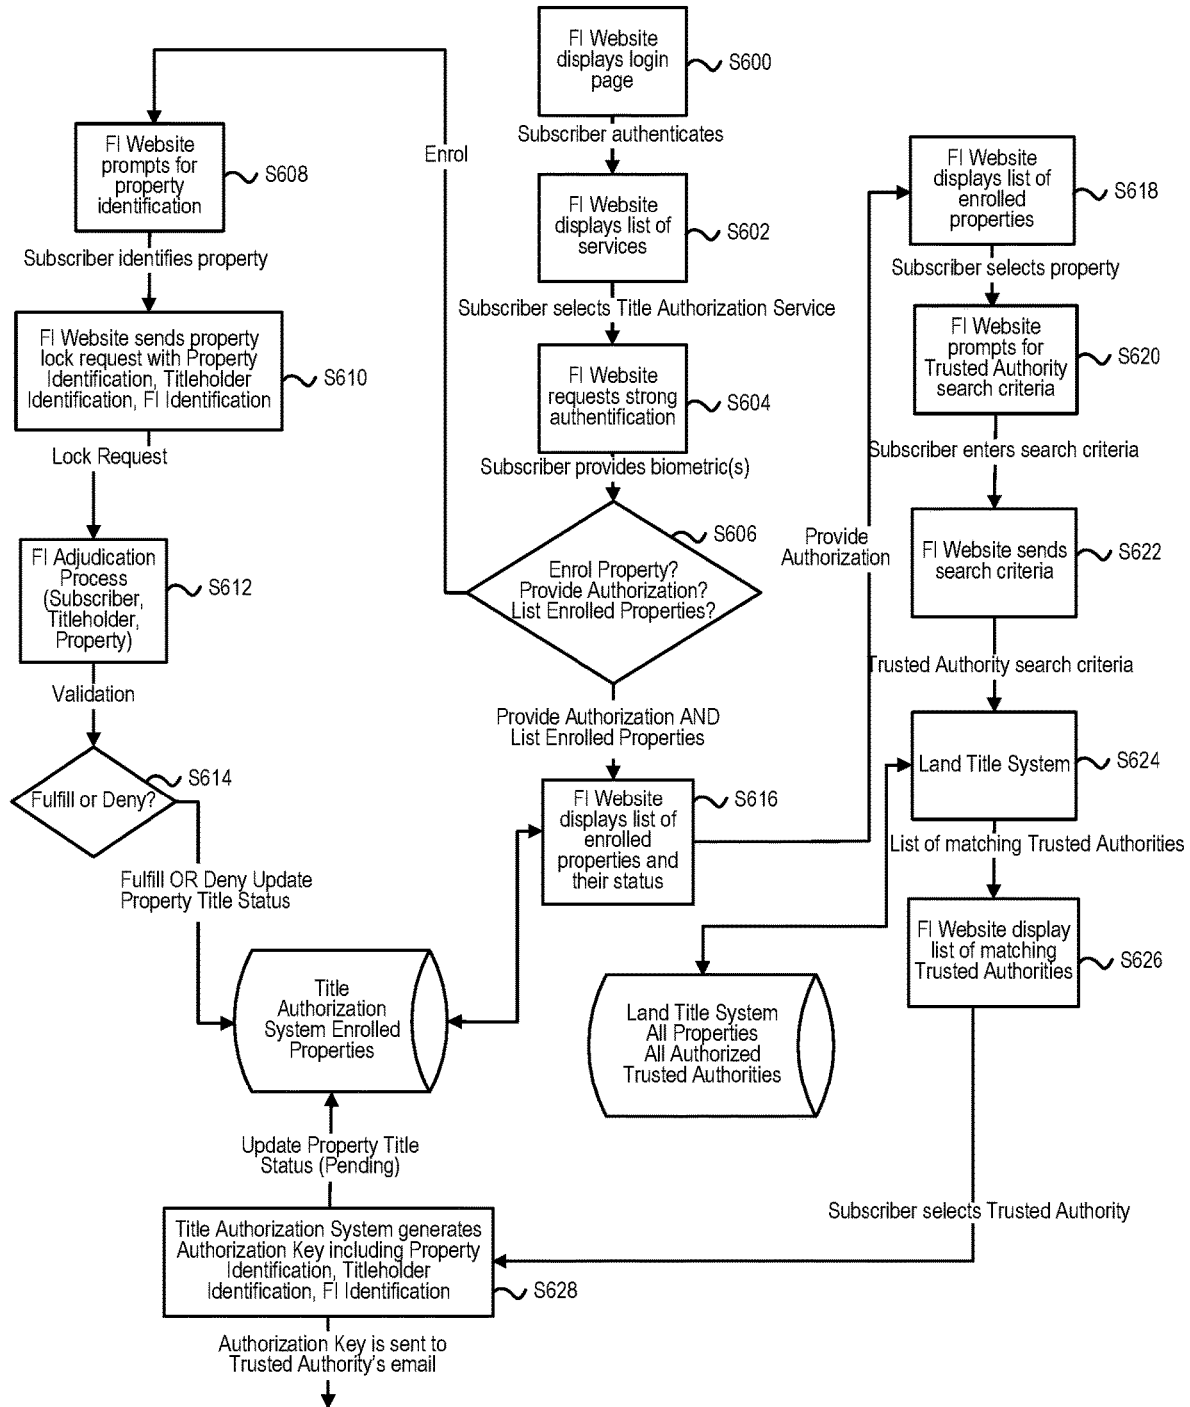 FI Website
displays login
page
S600
Subscriber authenticates
FI Website
displays list of
services
S602
Subscriber selects Title Authorization Service
FI Website
requests strong
authentification
S604
Subscriber provides biometric(s)
S606
Enrol Property?
Provide Authorization?
List Enrolled Properties?
Enrol
FI Website
prompts for
property
identification
S608
Subscriber identifies property
FI Website sends property
lock request with Property
Identification, Titleholder
Identification, FI Identification
S610
Lock Request
FI Adjudication
Process
(Subscriber,
Titleholder,
Property)
S612
Validation
S614
Fulfill or Deny?
Fulfill OR Deny Update
Property Title Status
Provide Authorization AND
List Enrolled Properties
FI Website
displays list of
enrolled
properties and
their status
S616
Provide
Authorization
FI Website
displays list of
enrolled
properties
S618
Subscriber selects property
FI Website
prompts for
Trusted Authority
search criteria
S620
Subscriber enters search criteria
FI Website sends
search criteria
S622
Trusted Authority search criteria
Land Title System
S624
List of matching Trusted Authorities
FI Website display
list of matching
Trusted Authorities
S626
Title
Authorization
System Enrolled
Properties
Land Title System
All Properties
All Authorized
Trusted Authorities
Update Property Title
Status (Pending)
Subscriber selects Trusted Authority
Title Authorization System generates
Authorization Key including Property
Identification, Titleholder
Identification, FI Identification
S628
Authorization Key is sent to
Trusted Authority's email